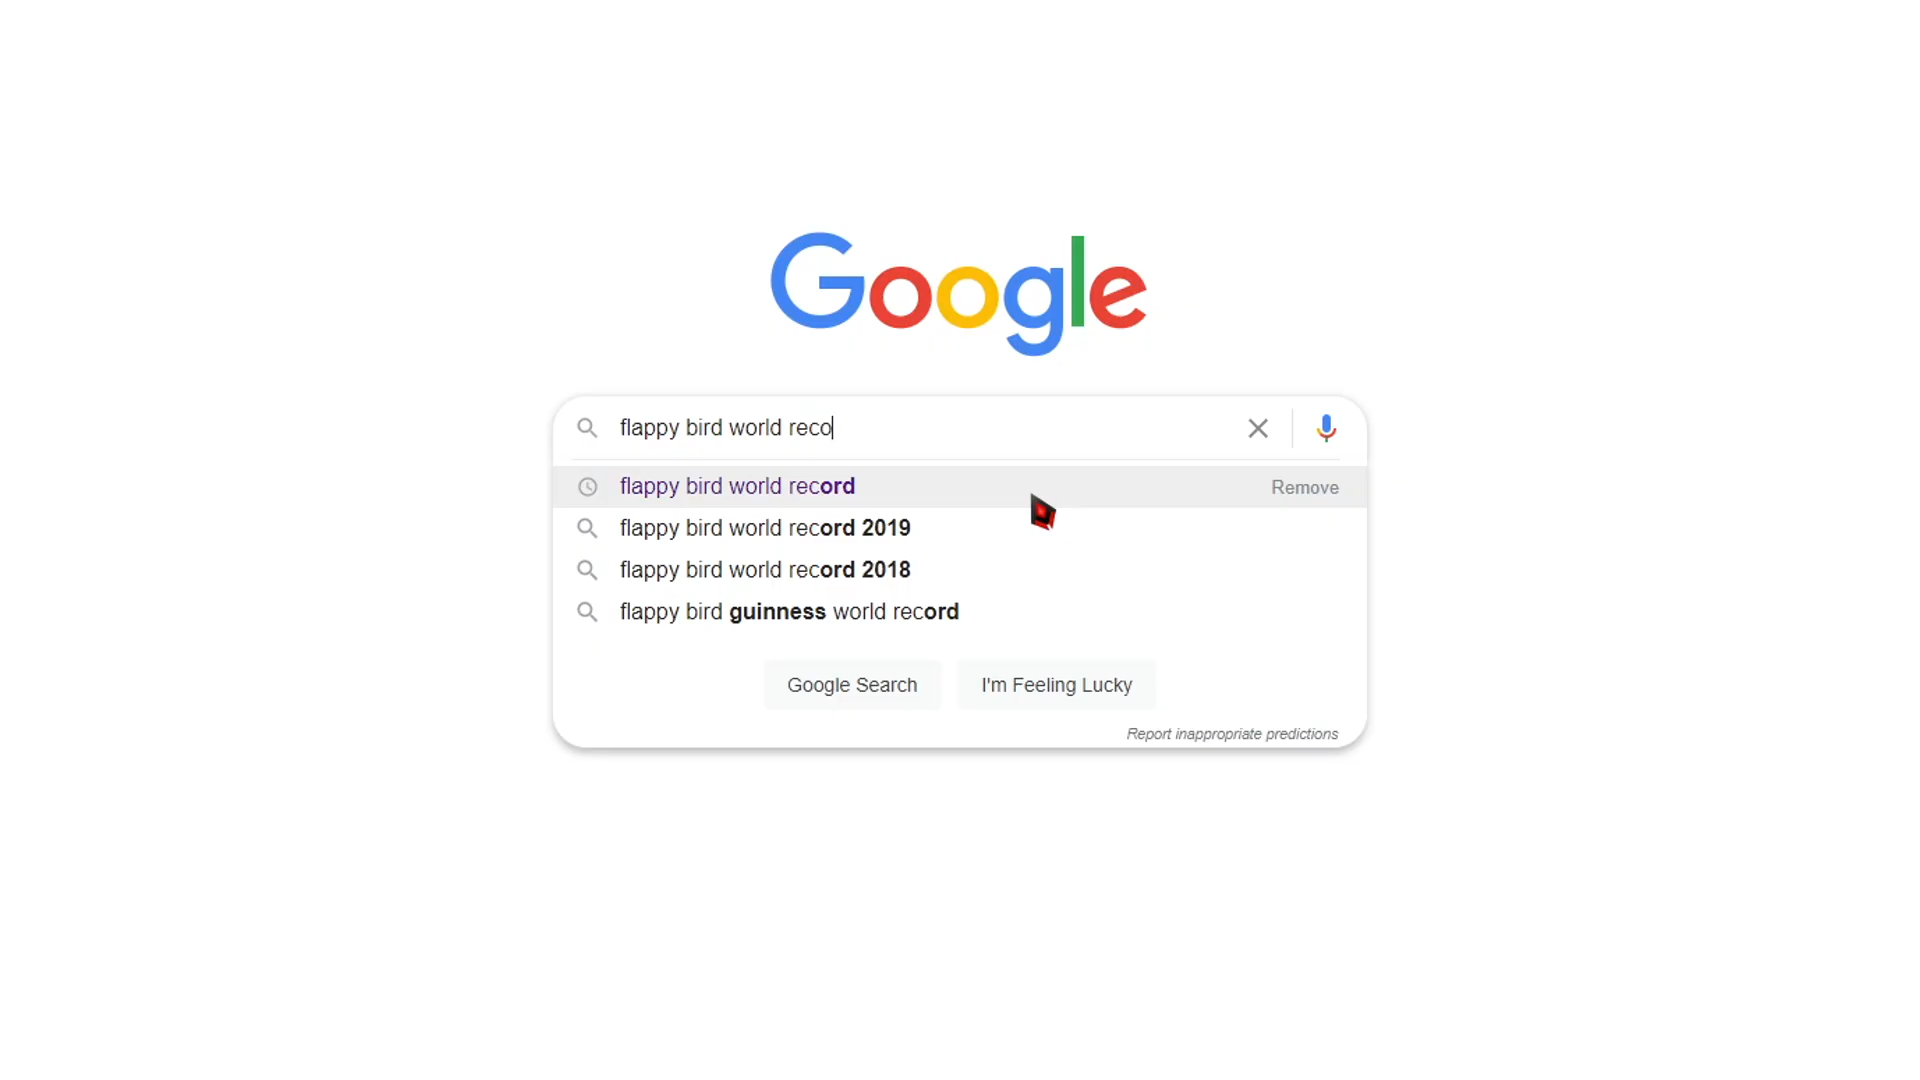 Google
flappy bird world reco
flappy bird world record
Remove
flappy bird world record 2019
flappy bird world record 2018
flappy bird guinness world record
Google Search
I'm Feeling Lucky
Report inappropriate predictions